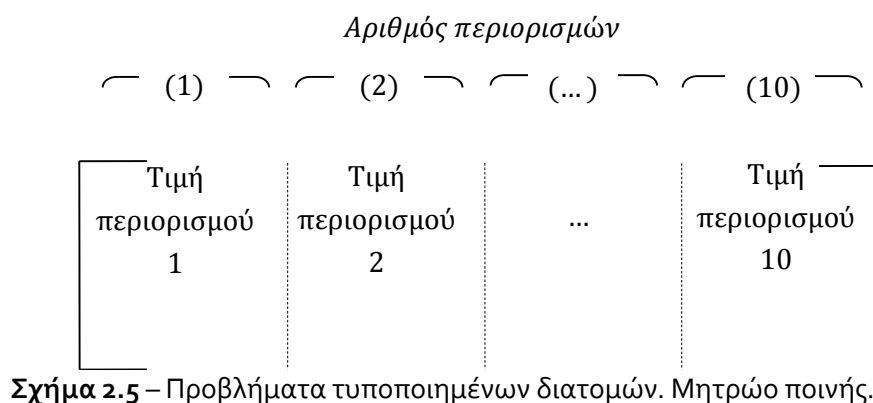 Αριθμός περιορισμών
(1) (2) (...) (10)
Τιμή Τιμή Τιμή
περιορισμού περιορισμού ... περιορισμού
1 2 10
Σχήμα 2.5 – Προβλήματα τυποποιημένων διατομών. Μητρώο ποινής.